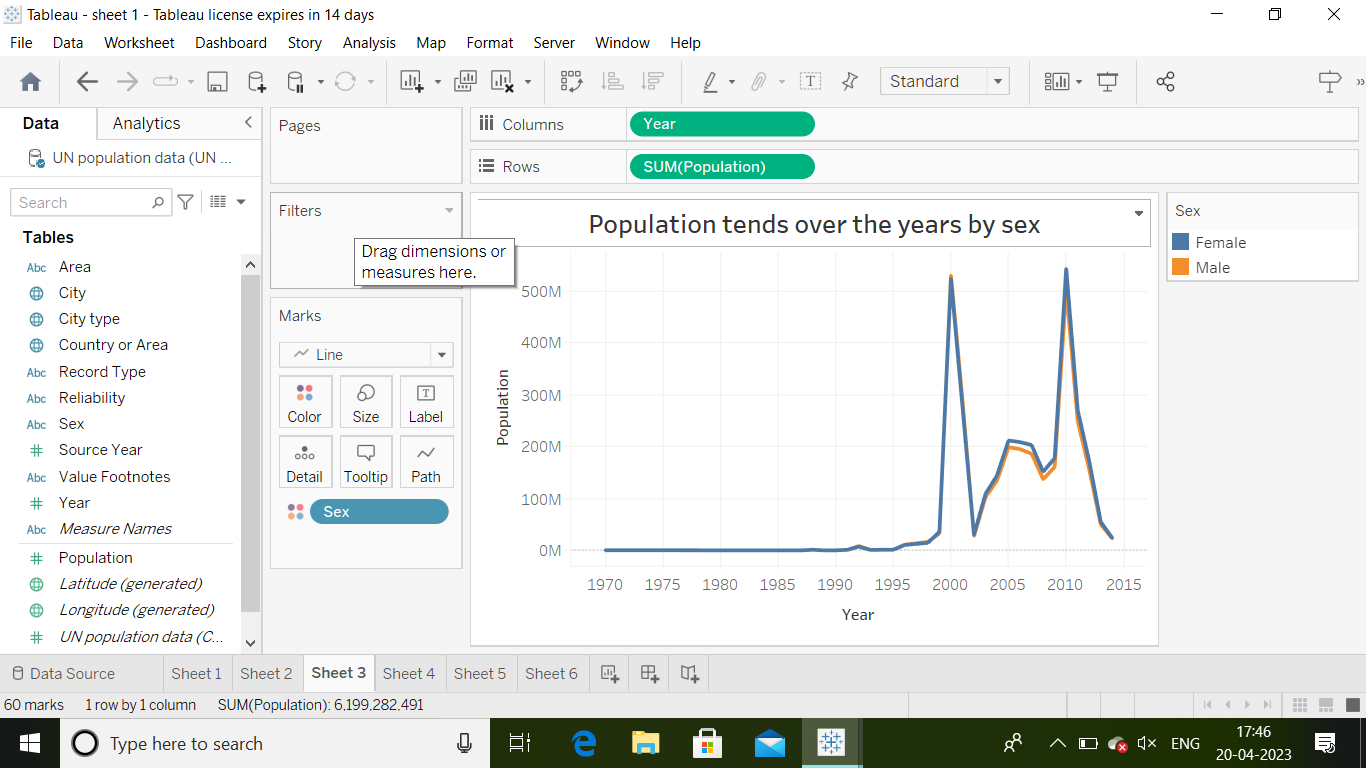 Tableau - sheet 1 - Tableau license expires in 14 days
File Data Worksheet Dashboard Story Analysis Map Format Server Window Help
Standard
Data Analytics
UN population data (UN ...
Search
Tables
Abc Area
City
City type
Country or Area
Abc Record Type
Abc Reliability
Abc Sex
Source Year
Abc Value Footnotes
Year
Abc Measure Names
Population
Latitude (generated)
Longitude (generated)
UN population data (C...
Pages
Filters
Drag dimensions or
measures here.
Marks
Line
Color Size Label
Detail Tooltip Path
Sex
Columns Year
Rows SUM(Population)
Population tends over the years by sex
500M
400M
300M
200M
100M
0M
Population
1970 1975 1980 1985 1990 1995 2000 2005 2010 2015
Year
Sex
Female
Male
Data Source Sheet 1 Sheet 2 Sheet 3 Sheet 4 Sheet 5 Sheet 6
60 marks 1 row by 1 column SUM(Population): 6,199,282,491
Type here to search
ENG
17:46
20-04-2023